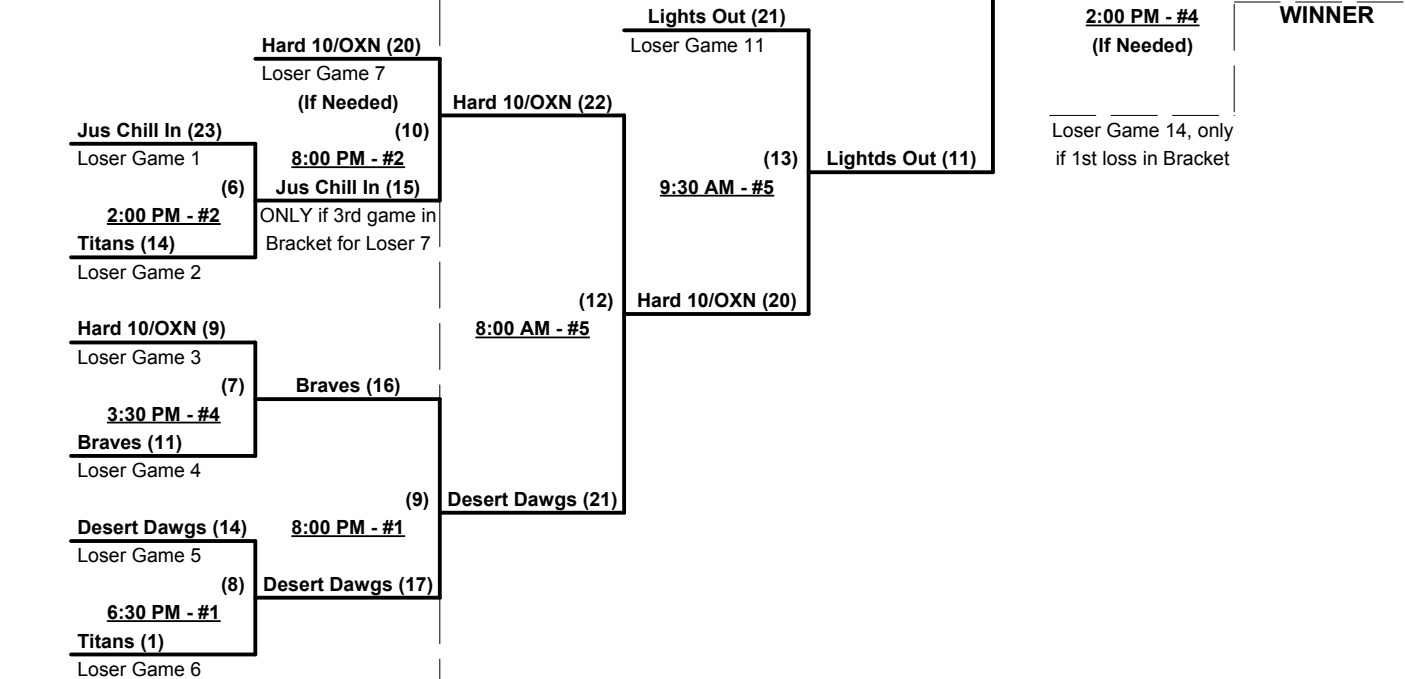 Lights Out (21)
2:00 PM - #4
WINNER
Hard 10/OXN (20)
Loser Game 11
(If Needed)
Loser Game 7
(If Needed)
Hard 10/OXN (22)
Jus Chill In (23)
(10)
Loser Game 14, only
Loser Game 1
8:00 PM - #2
(13)
Lightds Out (11)
if 1st loss in Bracket
(6)
Jus Chill In (15)
9:30 AM - #5
2:00 PM - #2
ONLY if 3rd game in
Titans (14)
Bracket for Loser 7
Loser Game 2
(12)
Hard 10/OXN (20)
Hard 10/OXN (9)
8:00 AM - #5
Loser Game 3
(7)
Braves (16)
3:30 PM - #4
Braves (11)
Loser Game 4
(9)
Desert Dawgs (21)
Desert Dawgs (14)
8:00 PM - #1
Loser Game 5
(8)
Desert Dawgs (17)
6:30 PM - #1
Titans (1)
Loser Game 6